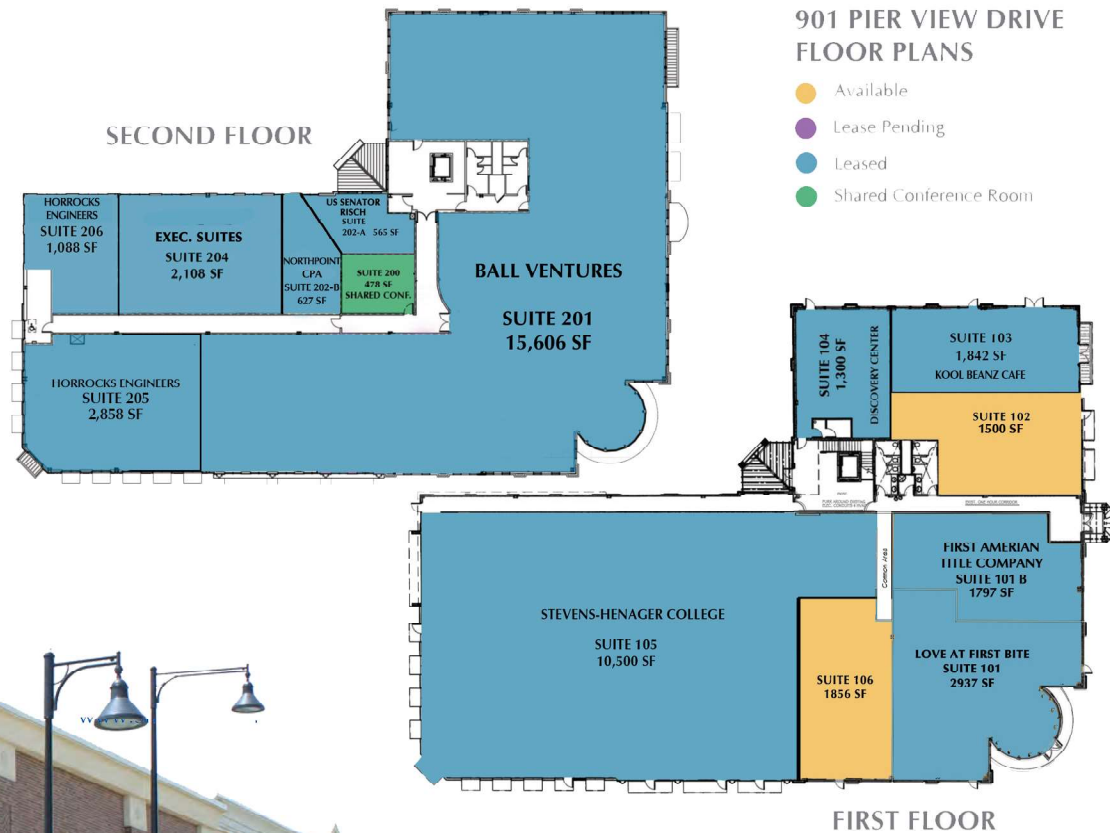 901 PIER VIEW DRIVE
FLOOR PLANS
Available
Lease Pending
Leased
Shared Conference Room
SECOND FLOOR
HORROCKS
ENGINEERS
SUITE 206
1,088 SF
EXEC. SUITES
SUITE 204
2,108 SF
US SENATOR
RISCH
SUITE
202-A 565 SF
NORTHPOINT
CPA
SUITE 202-B
627 SF
SUITE 200
478 SF
SHARED CONF.
BALL VENTURES
SUITE 201
15,606 SF
HORROCKS ENGINEERS
SUITE 205
2,858 SF
SUITE 104
1,300 SF
DISCOVERY CENTER
SUITE 103
1,842 SF
KOOL BEANZ CAFE
SUITE 102
1500 SF
Common Area
FIRST AMERIAN
TITLE COMPANY
SUITE 101 B
1797 SF
STEVENS-HENAGER COLLEGE
SUITE 105
10,500 SF
SUITE 106
1856 SF
LOVE AT FIRST BITE
SUITE 101
2937 SF
FIRST FLOOR